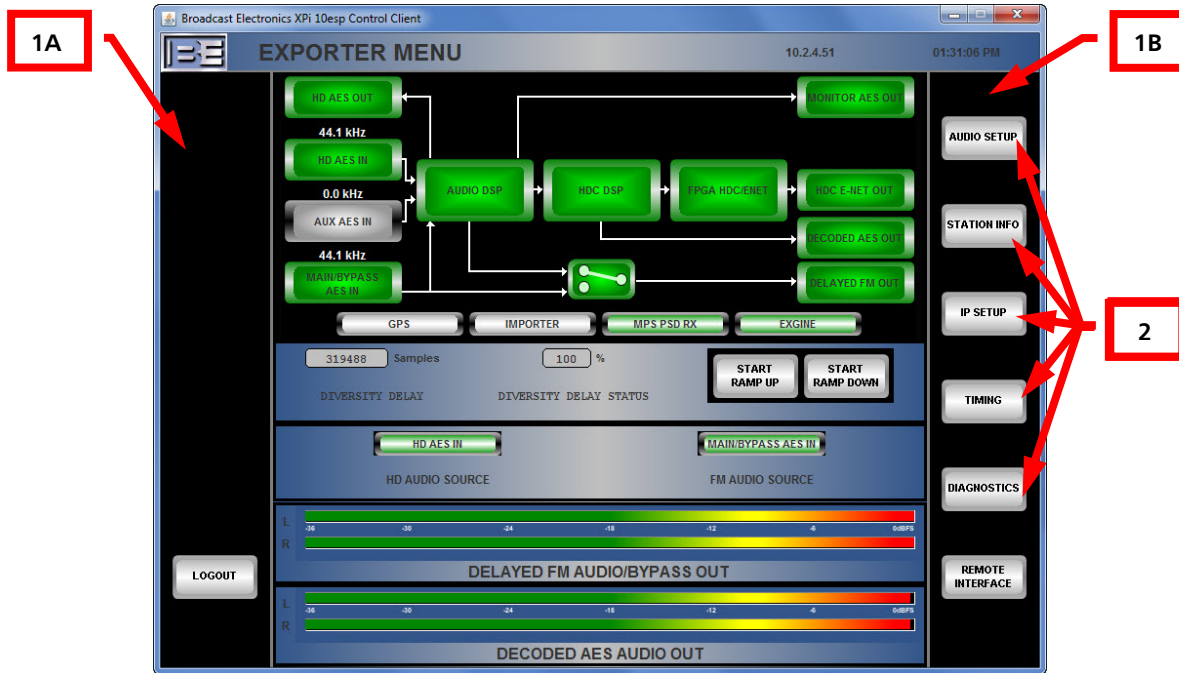 Broadcast Electronics XPi 10esp Control Client
1A
1B
BE
EXPORTER MENU
10.2.4.51
01:31:06 PM
HD AES OUT
MONITOR AES OUT
44.1 kHz
HD AES IN
AUDIO DSP
HDC DSP
FPGA HDC/ENET
HDC E-NET OUT
0.0 kHz
AUX AES IN
DECODED AES OUT
44.1 kHz
MAIN/BYPASS
AES IN
DELAYED FM OUT
GPS
IMPORTER
MPS PSD RX
EXGINE
319488 Samples
100 %
START
RAMP UP
START
RAMP DOWN
DIVERSITY DELAY
DIVERSITY DELAY STATUS
HD AES IN
MAIN/BYPASS AES IN
HD AUDIO SOURCE
FM AUDIO SOURCE
L
-36 -30 -24 -18 -12 -6 0dBFS
R
DELAYED FM AUDIO/BYPASS OUT
L
-36 -30 -24 -18 -12 -6 0dBFS
R
DECODED AES AUDIO OUT
LOGOUT
AUDIO SETUP
STATION INFO
IP SETUP
2
TIMING
DIAGNOSTICS
REMOTE
INTERFACE